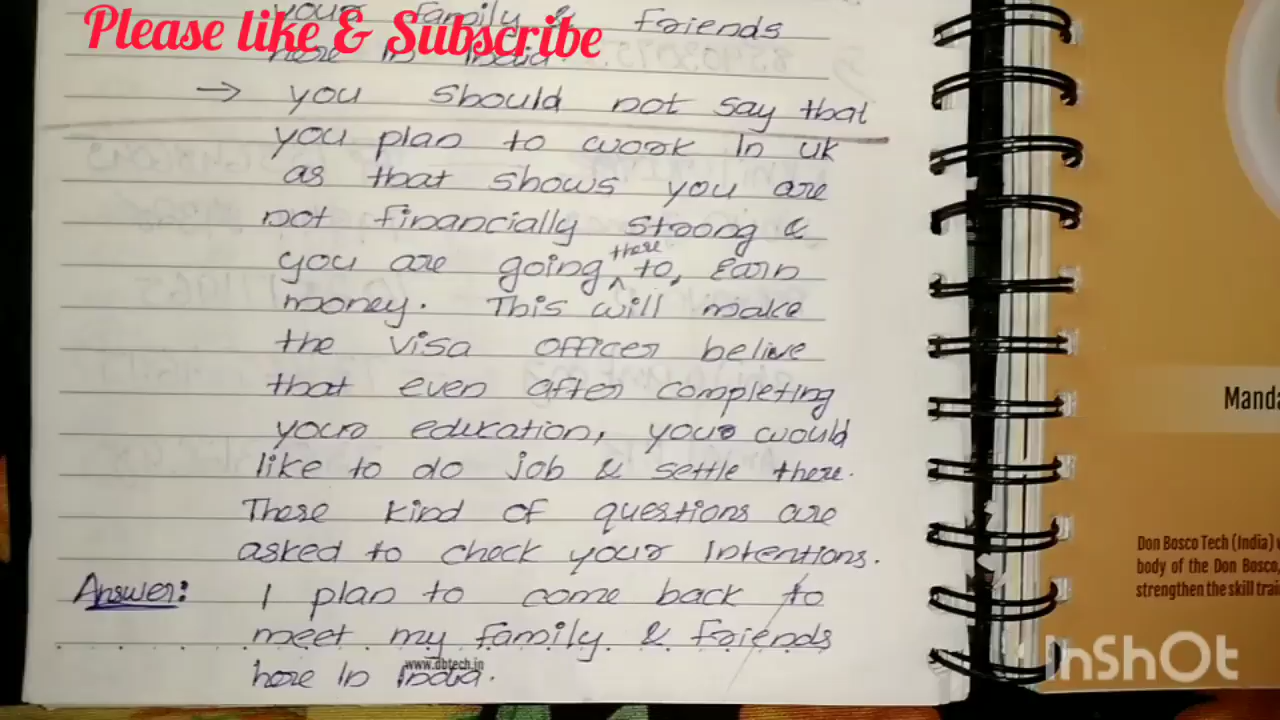 your family & friends
Please like & Subscribe
here in India.
→ you should not say that
you plan to work in UK
as that shows you are
not financially strong &
you are going there to, earn
money. This will make
the visa officer belive
that even after completing
your education, you would
like to do job & settle there.
These kind of questions are
asked to check your intentions.
Answer: I plan to come back to
meet my family & friends
here in India.
www.dbtech.in
Manda
Don Bosco Tech (India)
body of the Don Bosco,
strengthen the skill trai
InShOt